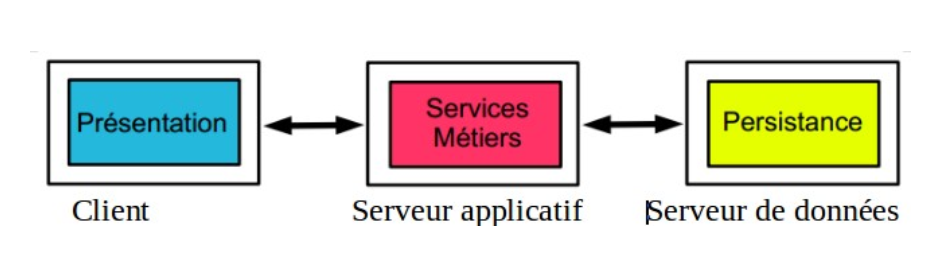 Présentation
Services
Métiers
Persistance
Client
Serveur applicatif
Serveur de données